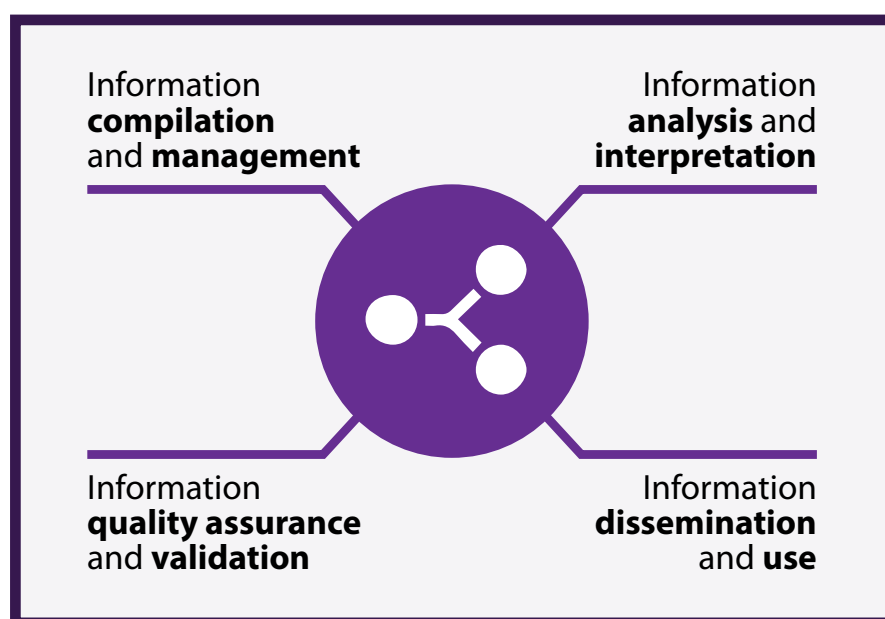 Information
compilation
and management
Information
analysis and
interpretation
Information
quality assurance
and validation
Information
dissemination
and use